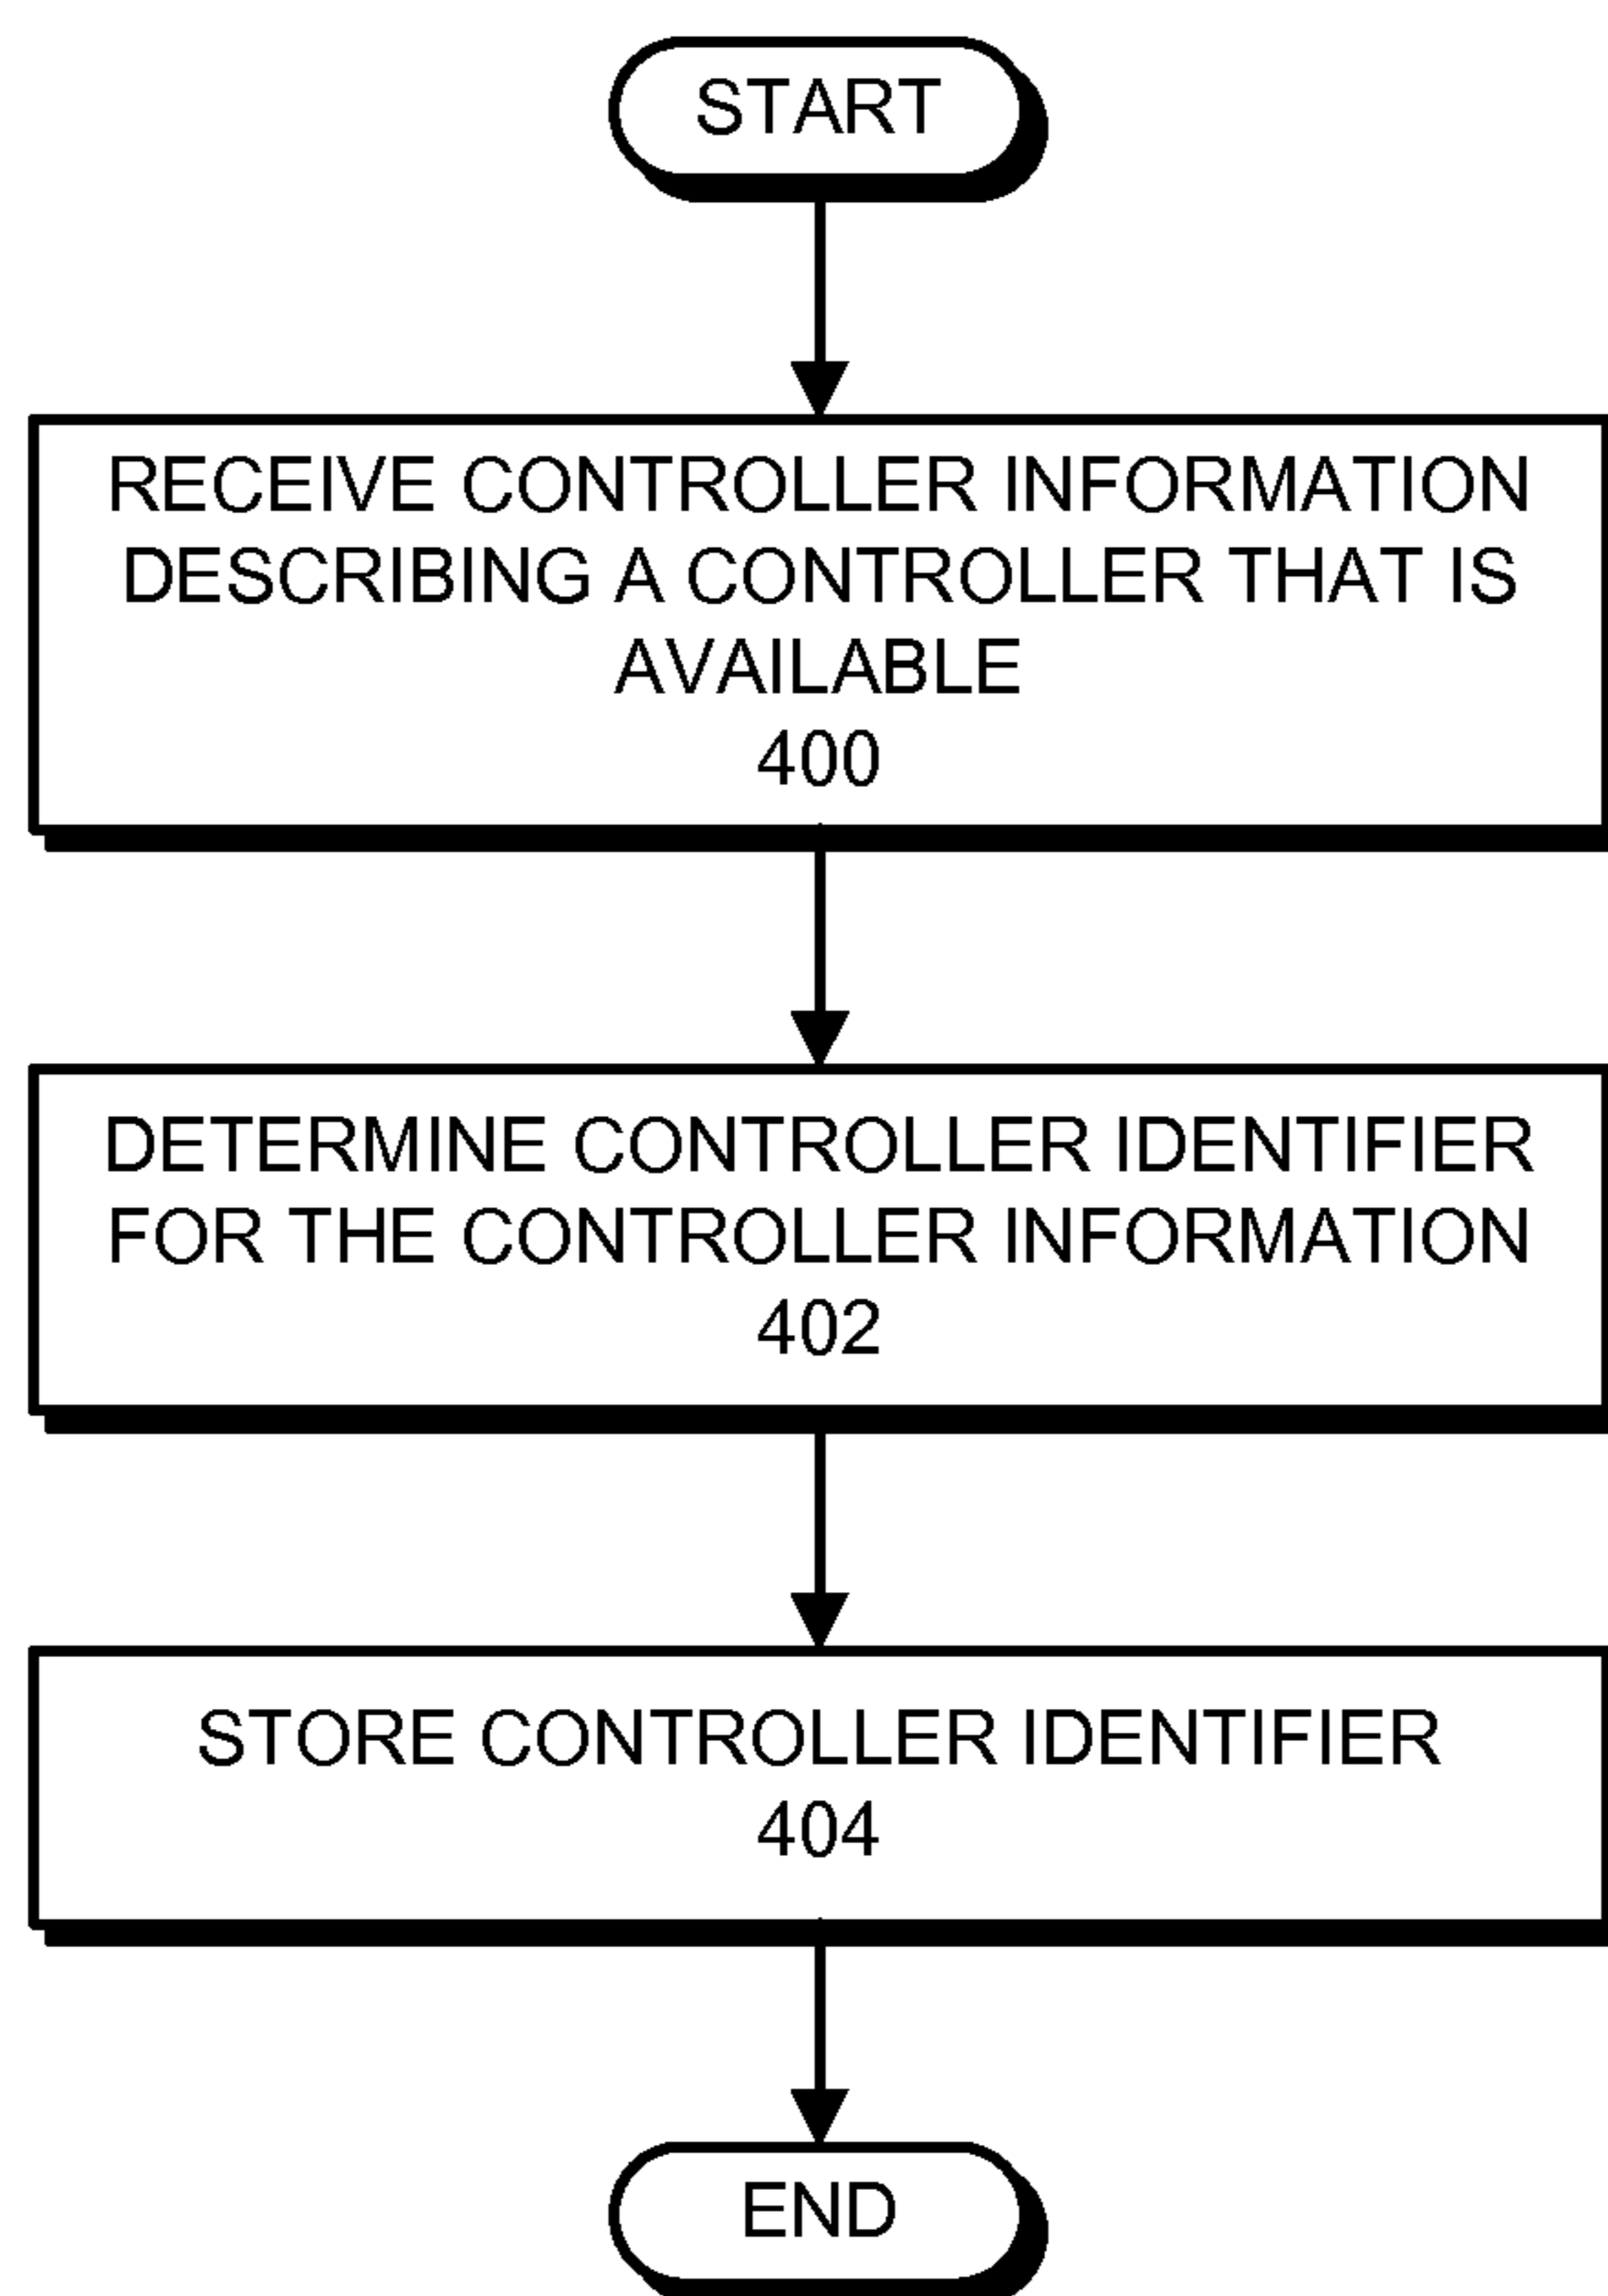 START
RECEIVE CONTROLLER INFORMATION
DESCRIBING A CONTROLLER THAT IS
AVAILABLE
400
DETERMINE CONTROLLER IDENTIFIER
FOR THE CONTROLLER INFORMATION
402
STORE CONTROLLER IDENTIFIER
404
END